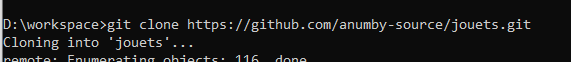 D:\workspace>git clone https://github.com/anumby-source/jouets.git
Cloning into 'jouets'...
remote: Enumerating objects: 116, done.